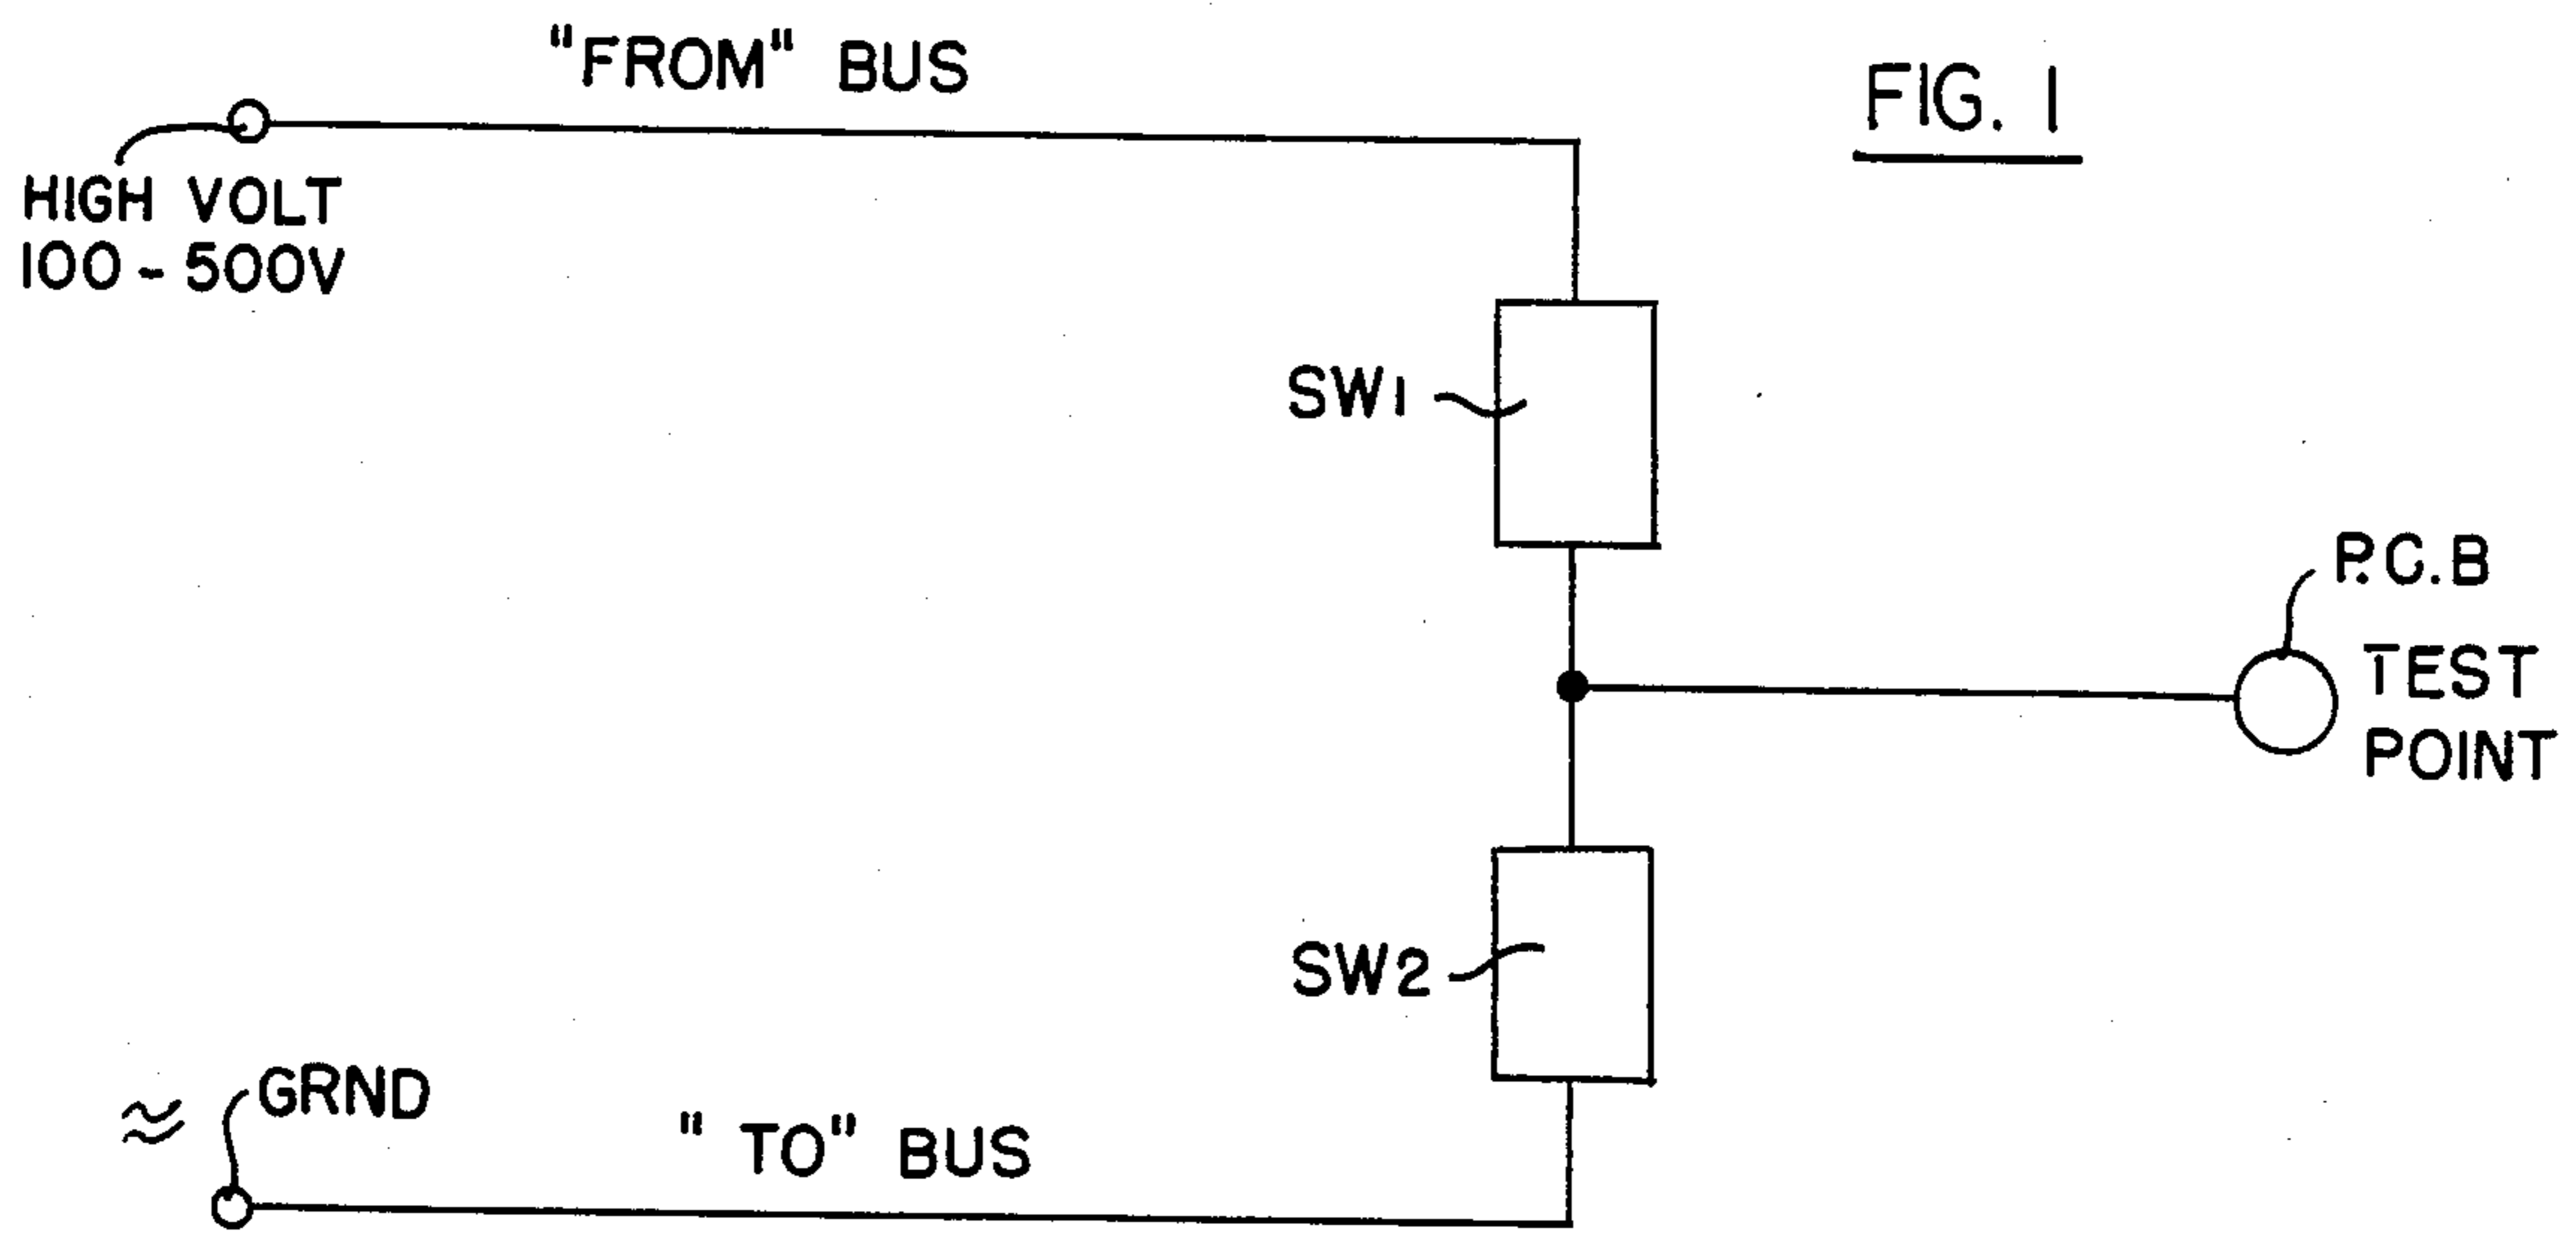 "FROM" BUS
FIG. 1
HIGH VOLT
100 - 500V
SW1
P.C.B
TEST
POINT
SW2
≈ GRND
" TO" BUS